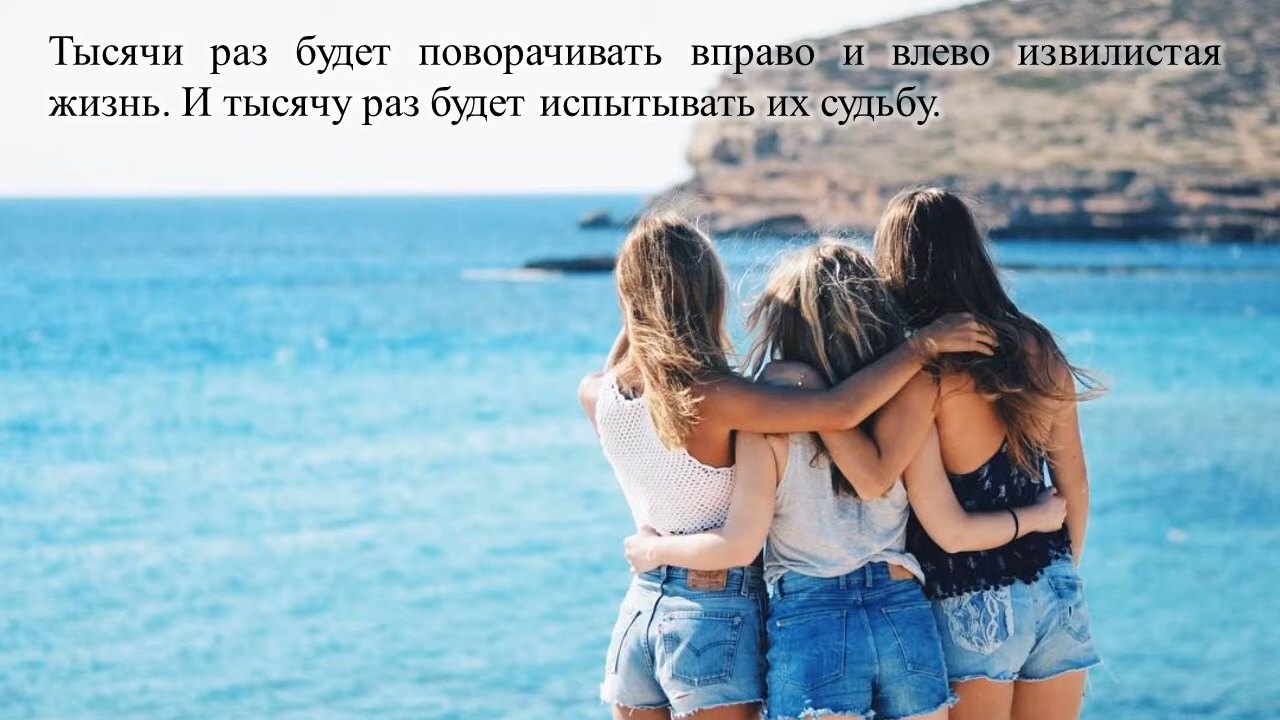 Тысячи раз будет поворачивать вправо и влево извилистая
жизнь. И тысячу раз будет испытывать их судьбу.